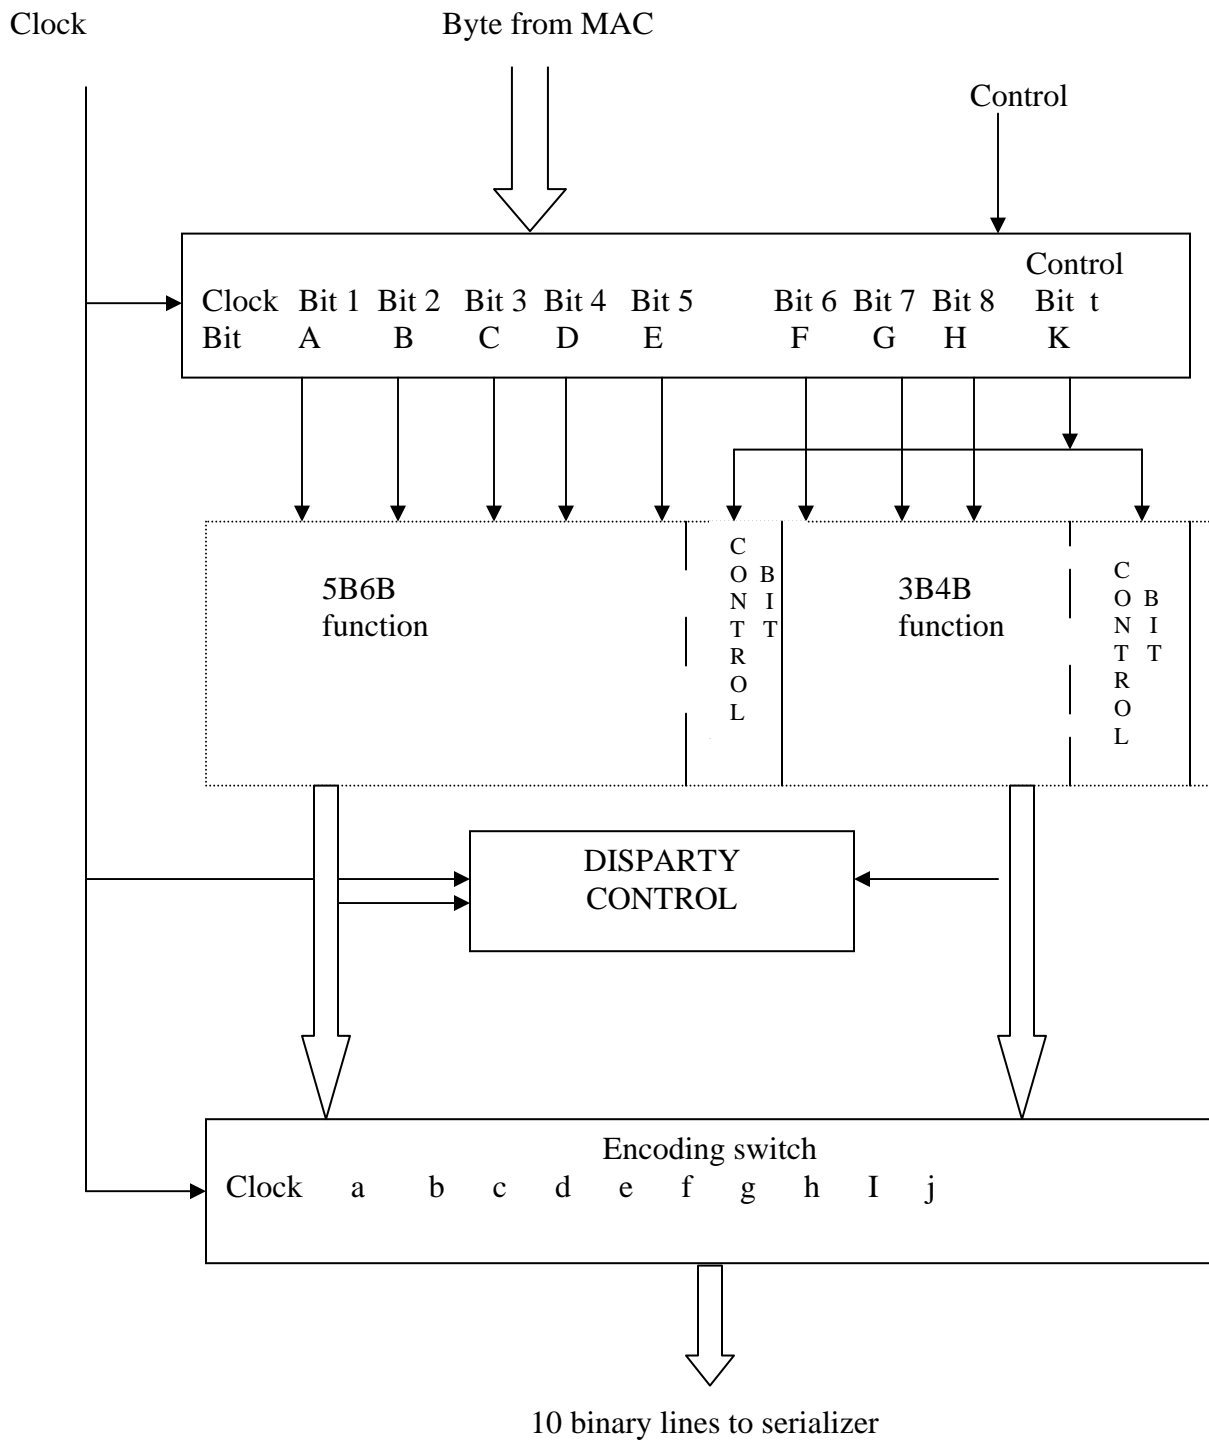 Clock
Byte from MAC
Control
Control
Clock Bit 1 Bit 2 Bit 3 Bit 4 Bit 5 Bit 6 Bit 7 Bit 8 Bit t
Bit A B C D E F G H K
5B6B
function
CONTROL
BIT
3B4B
function
CONTROL
BIT
DISPARTY
CONTROL
Encoding switch
Clock a b c d e f g h I j
10 binary lines to serializer